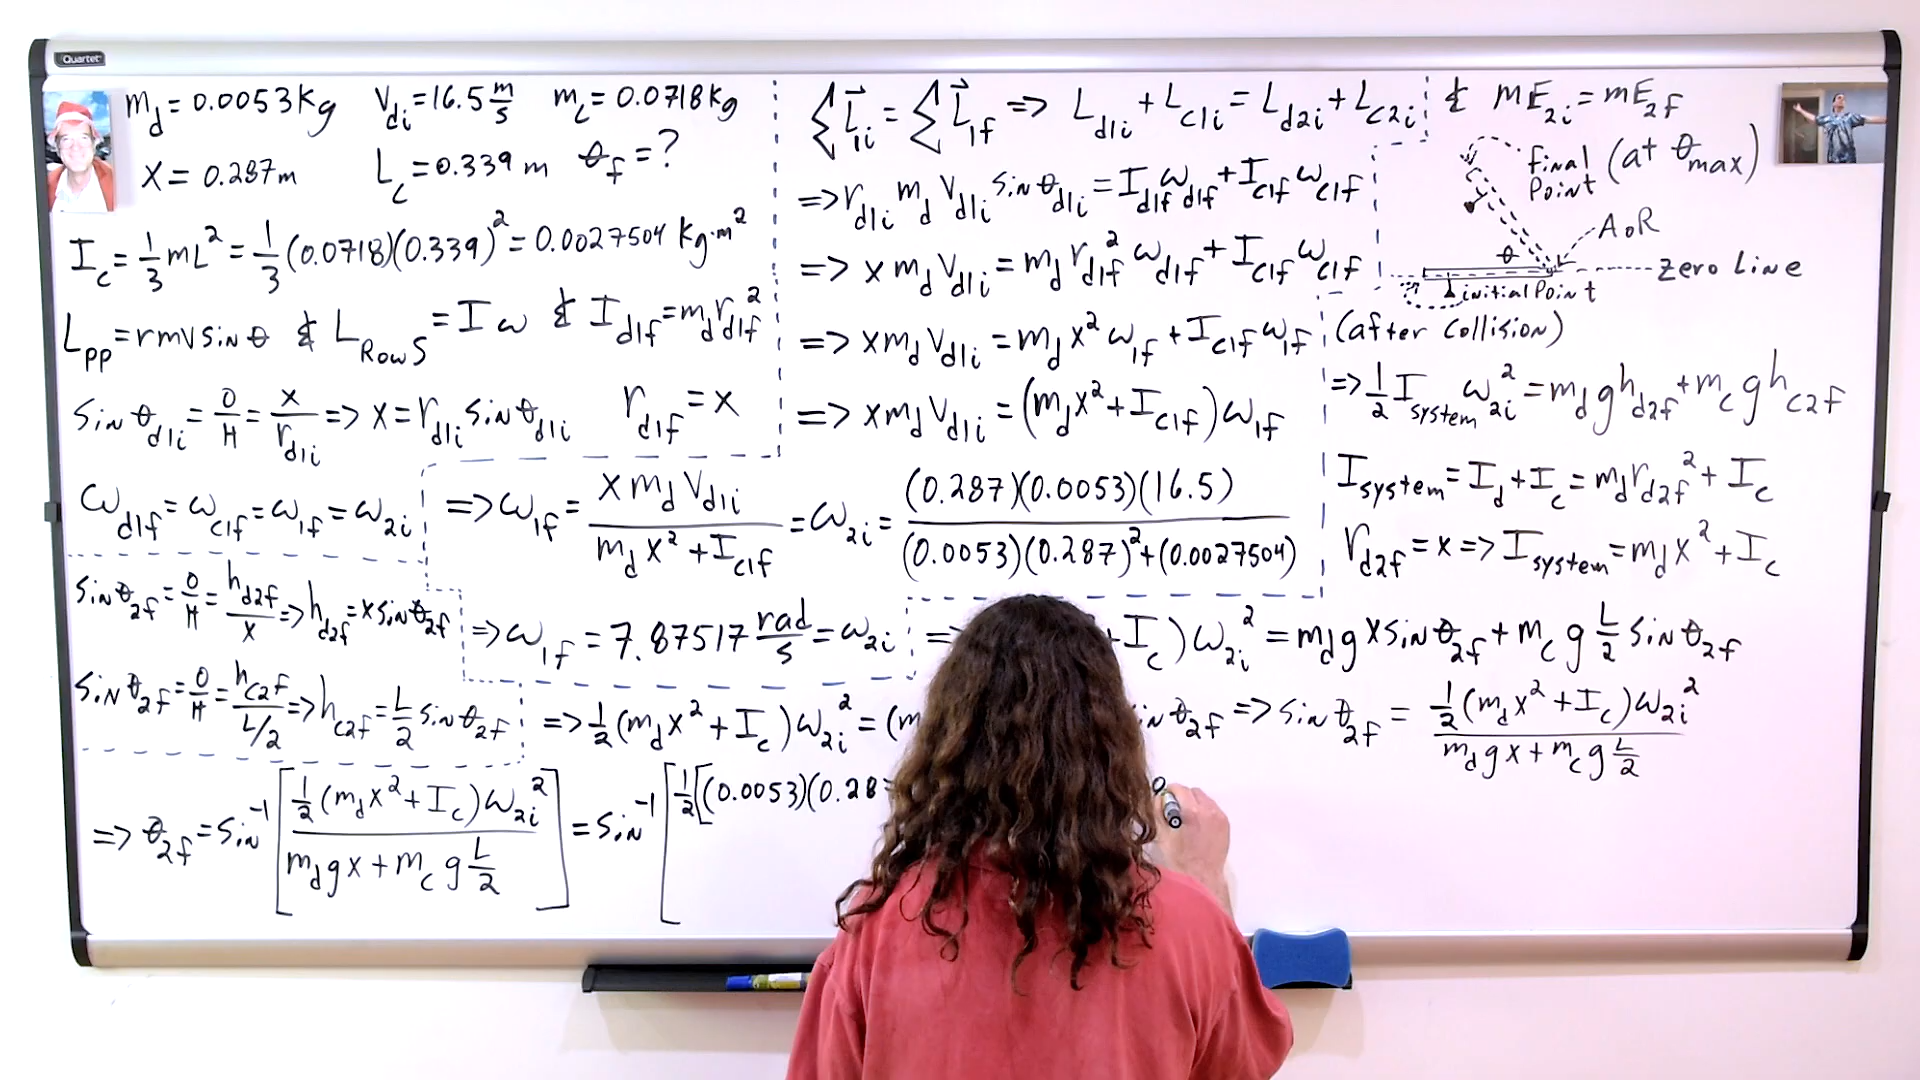 Quartet
m_d = 0.0053 kg   V_di = 16.5 m/s   m_c = 0.0718 kg
x = 0.287 m   L_c = 0.339 m   θ_f = ?
I_c = 1/3 mL² = 1/3 (0.0718)(0.339)² = 0.0027504 kg·m²
L_pp = rmv sin θ & L_RowS = Iω & I_d1f = m_d r_d1f²
sin θ_d1i = O/H = x/r_d1i => x = r_d1i sin θ_d1i   r_d1f = x
ω_d1f = ω_c1f = ω_1f = ω_2i
sin θ_2f = O/H = h_d2f/x => h_d2f = x sin θ_2f
sin θ_2f = O/H = h_c2f/(L/2) => h_c2f = L/2 sin θ_2f
Σ L⃗_1i = Σ L⃗_1f => L_d1i + L_c1i = L_d2i + L_c2i
=> r_d1i m_d V_d1i sin θ_d1i = I_d1f ω_d1f + I_c1f ω_c1f
=> x m_d V_d1i = m_d r_d1f² ω_d1f + I_c1f ω_c1f
=> x m_d V_d1i = m_d x² ω_1f + I_c1f ω_1f
=> x m_d V_d1i = (m_d x² + I_c1f) ω_1f
=> ω_1f = x m_d V_d1i / (m_d x² + I_c1f) = ω_2i = (0.287)(0.0053)(16.5) / ((0.0053)(0.287)² + (0.0027504))
=> ω_1f = 7.87517 rad/s = ω_2i
& mE_2i = mE_2f
final Point (at θ_max)
AoR
θ
Zero Line
initial Point
(after collision)
=> 1/2 I_system ω_2i² = m_d g h_d2f + m_c g h_c2f
I_system = I_d + I_c = m_d r_d2f² + I_c
r_d2f = x => I_system = m_d x² + I_c
=> + I_c) ω_2i² = m_d g x sin θ_2f + m_c g L/2 sin θ_2f
=> 1/2 (m_d x² + I_c) ω_2i² = (m in θ_2f => sin θ_2f = 1/2 (m_d x² + I_c) ω_2i² / (m_d g x + m_c g L/2)
=> θ_2f = sin⁻¹ [1/2 (m_d x² + I_c) ω_2i² / (m_d g x + m_c g L/2)] = sin⁻¹ [1/2 [(0.0053)(0.28